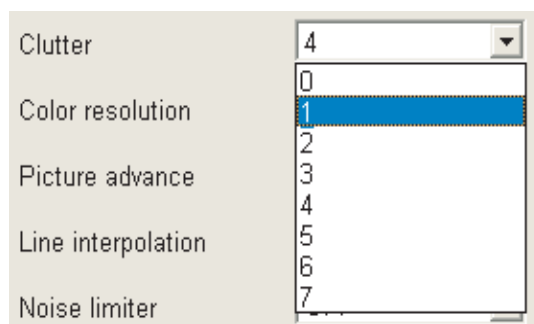 Clutter 4
0
Color resolution 1
2
Picture advance 3
4
Line interpolation 5
6
Noise limiter 7